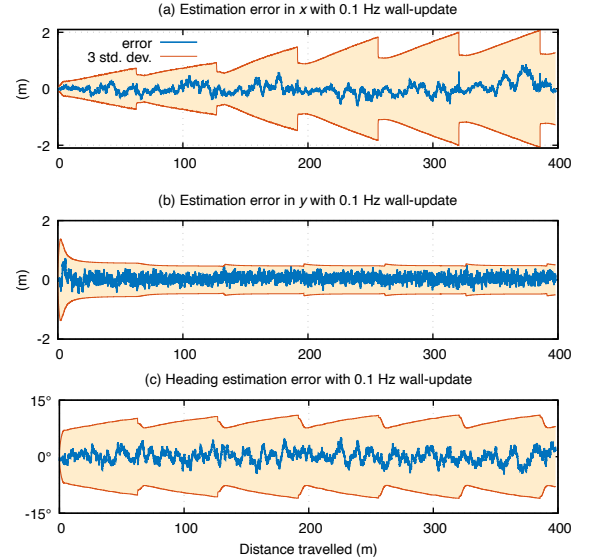 (a) Estimation error in x with 0.1 Hz wall-update
2
error
3 std. dev.
(m)
0
-2
0 100 200 300 400
(b) Estimation error in y with 0.1 Hz wall-update
2
(m)
0
-2
0 100 200 300 400
(c) Heading estimation error with 0.1 Hz wall-update
15°
0°
-15°
0 100 200 300 400
Distance travelled (m)